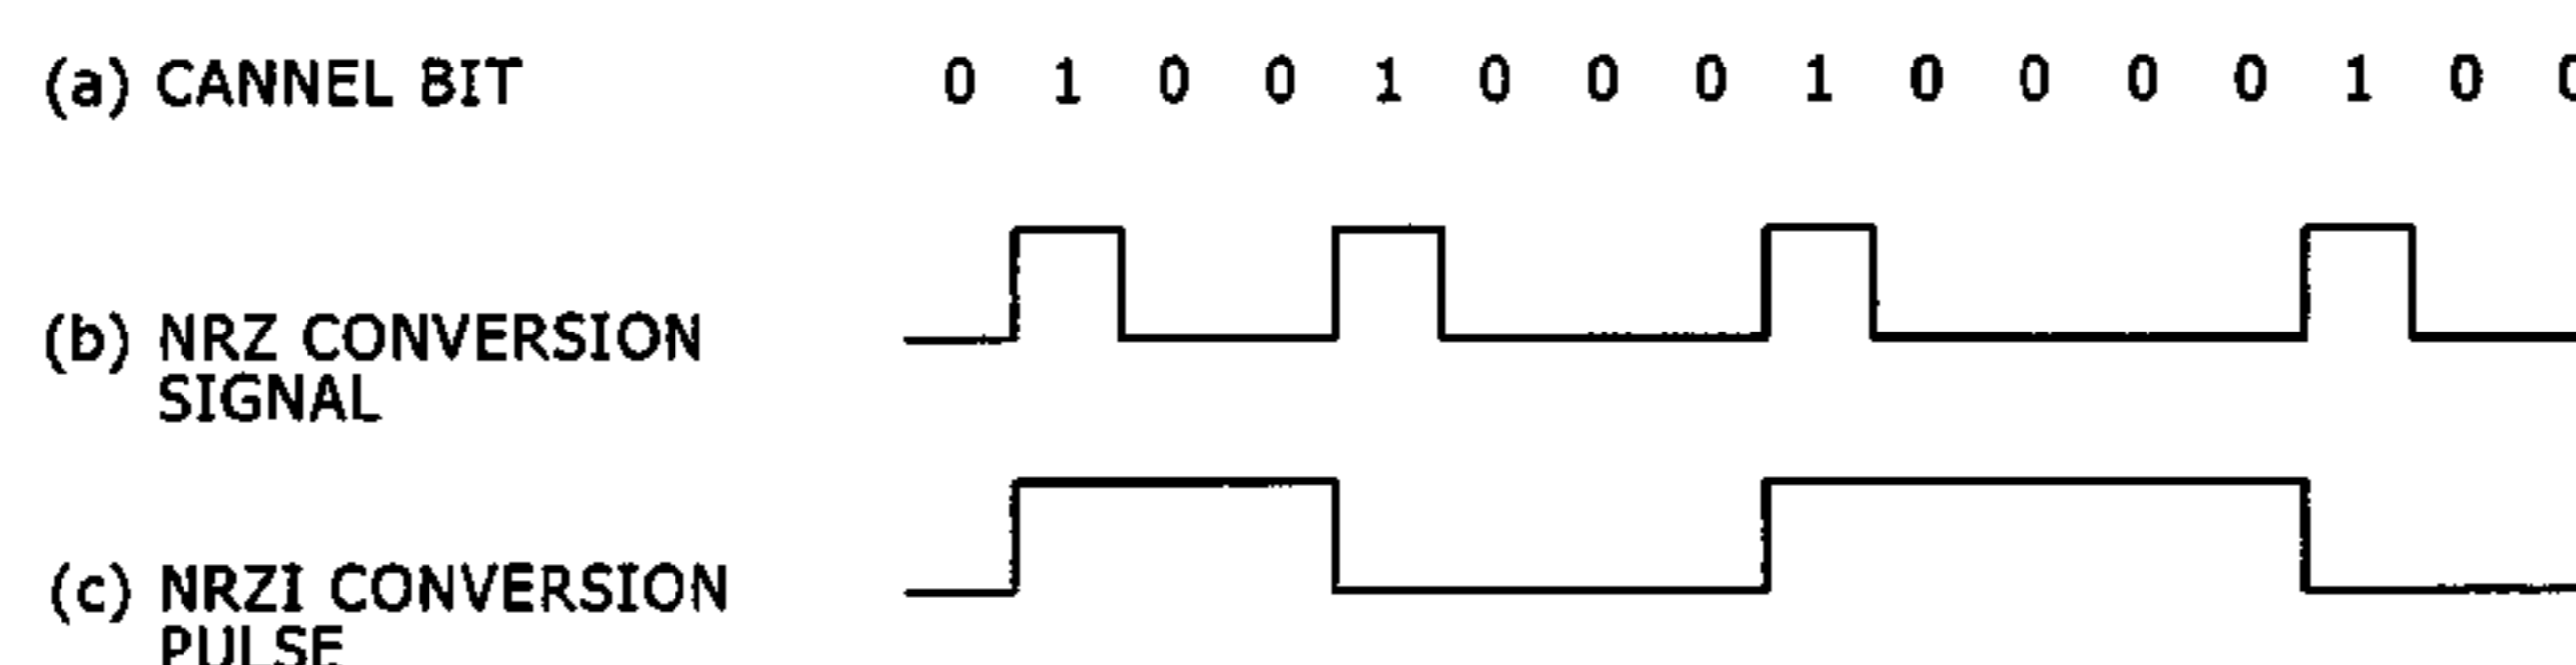 (a) CANNEL BIT 0 1 0 0 1 0 0 0 1 0 0 0 0 1 0
(b) NRZ CONVERSION
SIGNAL
(c) NRZI CONVERSION
PULSE